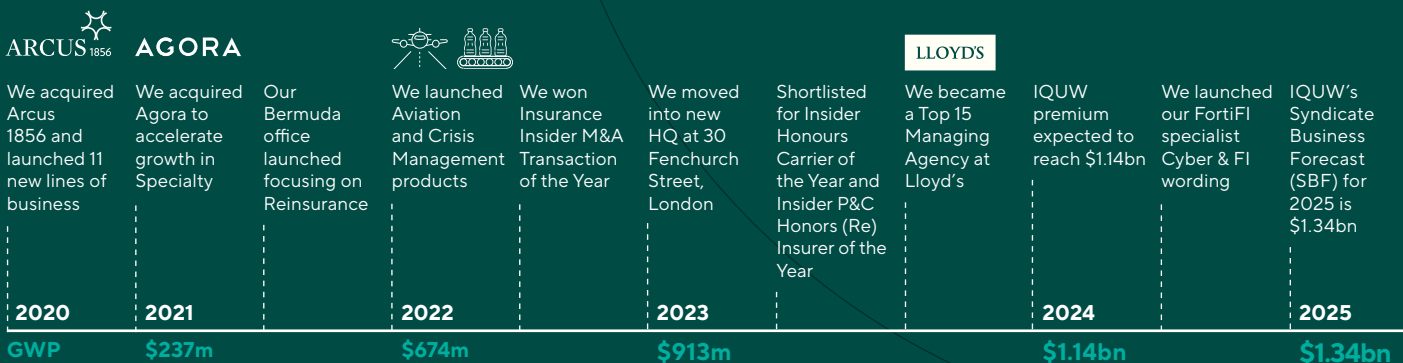 ARCUS 1856
AGORA
LLOYD'S
We acquired
Arcus
1856 and
launched 11
new lines of
business
We acquired
Agora to
accelerate
growth in
Specialty
Our
Bermuda
office
launched
focusing on
Reinsurance
We launched
Aviation
and Crisis
Management
products
We won
Insurance
Insider M&A
Transaction
of the Year
We moved
into new
HQ at 30
Fenchurch
Street,
London
Shortlisted
for Insider
Honours
Carrier of
the Year and
Insider P&C
Honors (Re)
Insurer of the
Year
We became
a Top 15
Managing
Agency at
Lloyd's
IQUW
premium
expected to
reach $1.14bn
We launched
our FortiFI
specialist
Cyber & FI
wording
IQUW's
Syndicate
Business
Forecast
(SBF) for
2025 is
$1.34bn
2020
2021
2022
2023
2024
2025
GWP
$237m
$674m
$913m
$1.14bn
$1.34bn